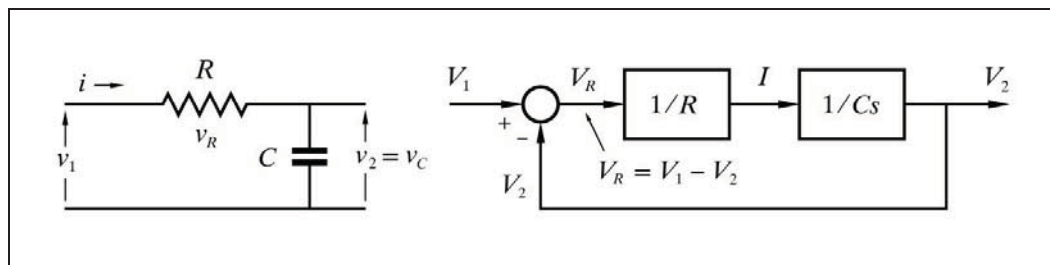 i → R
v_R
v_1
C
v_2 = v_C
V_1
+
−
V_R
1/R
I
1/Cs
V_2
V_R = V_1 − V_2
V_2